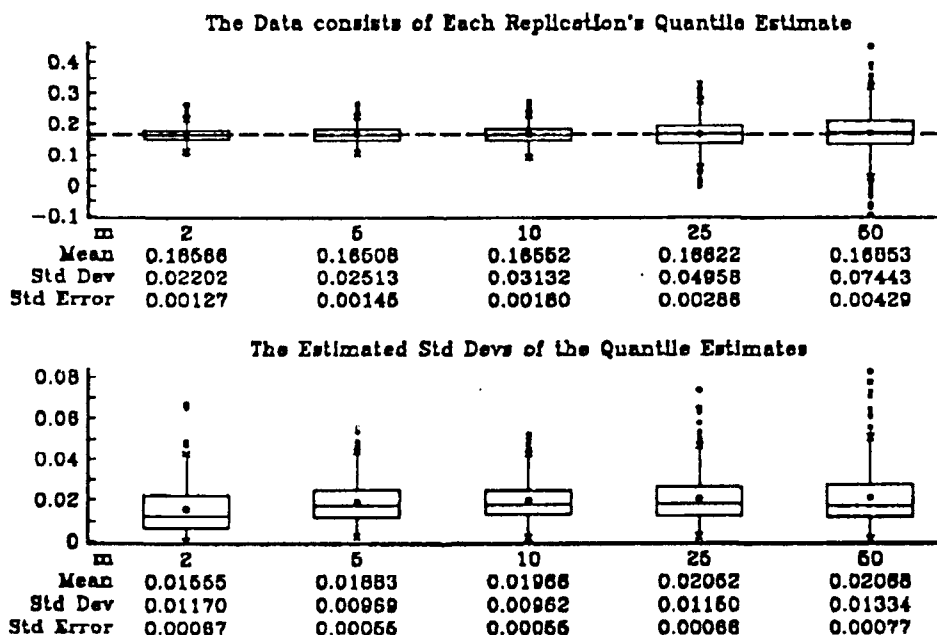 The Data consists of Each Replication's Quantile Estimate
0.4
0.3
0.2
0.1
0
-0.1
m 2 5 10 25 50
Mean 0.16566 0.16508 0.16552 0.16622 0.16853
Std Dev 0.02202 0.02513 0.03132 0.04958 0.07443
Std Error 0.00127 0.00145 0.00180 0.00286 0.00429
The Estimated Std Devs of the Quantile Estimates
0.08
0.06
0.04
0.02
0
m 2 5 10 25 50
Mean 0.01555 0.01883 0.01966 0.02052 0.02068
Std Dev 0.01170 0.00969 0.00962 0.01150 0.01334
Std Error 0.00067 0.00056 0.00055 0.00066 0.00077